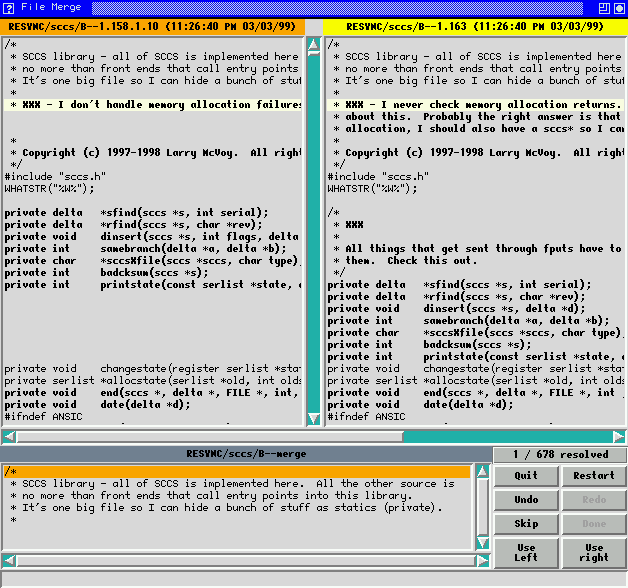 File Merge
RESYNC/sccs/B--1.158.1.10 (11:26:40 PM 03/03/99)
RESYNC/sccs/B--1.163 (11:26:40 PM 03/03/99)
/*
* SCCS library - all of SCCS is implemented here
* no more than front ends that call entry points
* It's one big file so I can hide a bunch of stuf
*
* XXX - I don't handle memory allocation failures
*
* Copyright (c) 1997-1998 Larry McVoy.  All righ
*/
#include "sccs.h"
WHATSTR("%W%");
private delta   *sfind(sccs *s, int serial);
private delta   *rfind(sccs *s, char *rev);
private void    dinsert(sccs *s, int flags, delta
private int     samebranch(delta *a, delta *b);
private char    *sccsXfile(sccs *sccs, char type)
private int     badcksum(sccs *s);
private int     printstate(const serlist *state,
private void    changestate(register serlist *stat
private serlist *allocstate(serlist *old, int olds
private void    end(sccs *, delta *, FILE *, int,
private void    date(delta *d);
#ifndef ANSIC
/*
* SCCS library - all of SCCS is implemented here
* no more than front ends that call entry points
* It's one big file so I can hide a bunch of stuf
*
* XXX - I never check memory allocation returns.
* about this.  Probably the right answer is that
* allocation, I should also have a sccs* so I can
*
* Copyright (c) 1997-1998 Larry McVoy.  All right
*/
#include "sccs.h"
WHATSTR("%W%");
/*
* XXX
*
* All things that get sent through fputs have to
* them.  Check this out.
*/
private delta   *sfind(sccs *s, int serial);
private delta   *rfind(sccs *s, char *rev);
private void    dinsert(sccs *s, delta *d);
private int     samebranch(delta *a, delta *b);
private char    *sccsXfile(sccs *sccs, char type)
private int     badcksum(sccs *s);
private int     printstate(const serlist *state,
private void    changestate(register serlist *stat
private serlist *allocstate(serlist *old, int olds
private void    end(sccs *, delta *, FILE *, int
private void    date(delta *d);
#ifndef ANSIC
RESYNC/sccs/B--merge
1 / 678 resolved
/*
* SCCS library - all of SCCS is implemented here.  All the other source is
* no more than front ends that call entry points into this library.
* It's one big file so I can hide a bunch of stuff as statics (private).
*
Quit
Restart
Undo
Redo
Skip
Done
Use
Left
Use
right